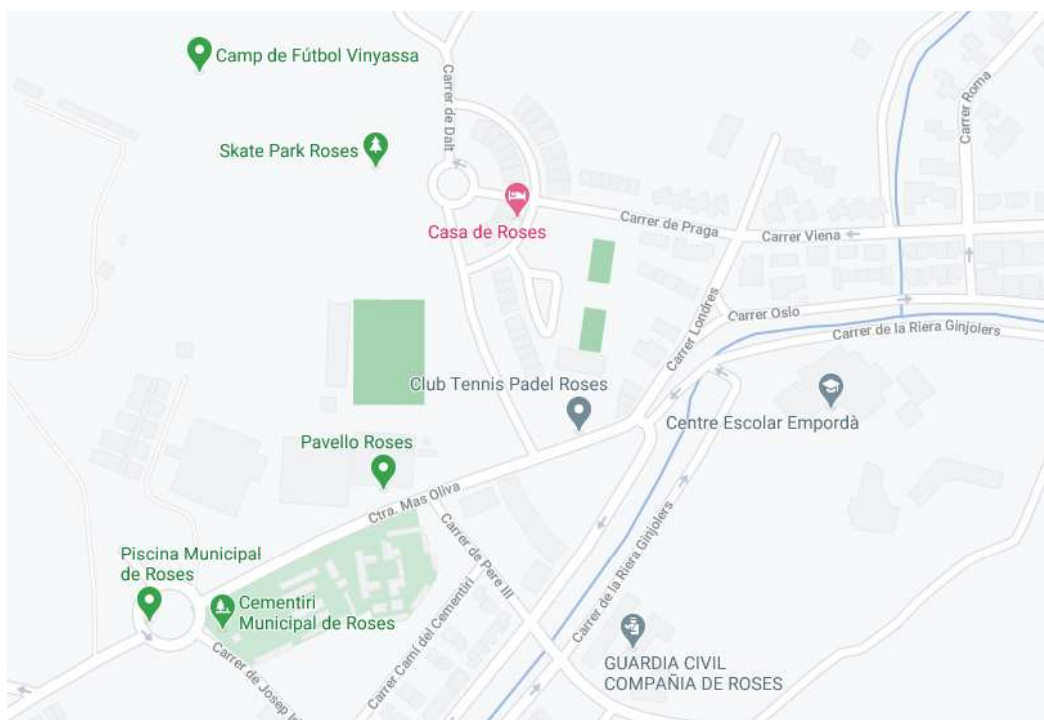 Camp de Fútbol Vinyassa
Carrer de Dalt
Carrer Roma
Skate Park Roses
Casa de Roses
Carrer de Praga
Carrer Viena
Carrer Londres
Carrer Oslo
Carrer de la Riera Ginjolers
Club Tennis Padel Roses
Centre Escolar Empordà
Pavello Roses
Ctra. Mas Oliva
Carrer de Pere III
Carrer de la Riera Ginjolers
Piscina Municipal
de Roses
Cementiri
Municipal de Roses
Carrer Camí del Cementiri
Carrer de Josep
GUARDIA CIVIL
COMPAÑIA DE ROSES